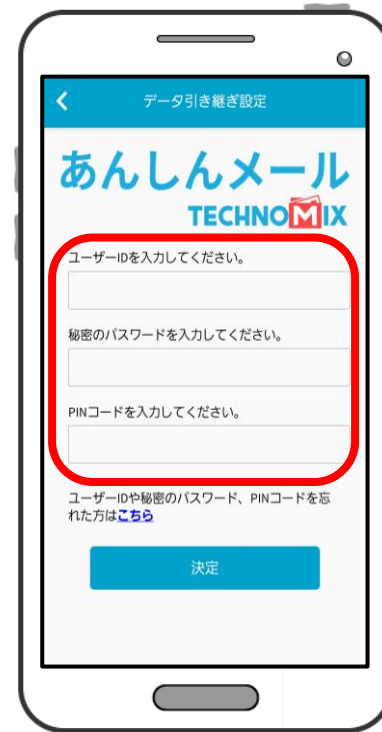 データ引き継ぎ設定
あんしんメール
TECHNOMIX
ユーザーIDを入力してください。
秘密のパスワードを入力してください。
PINコードを入力してください。
ユーザーIDや秘密のパスワード、PINコードを忘
れた方はこちら
決定